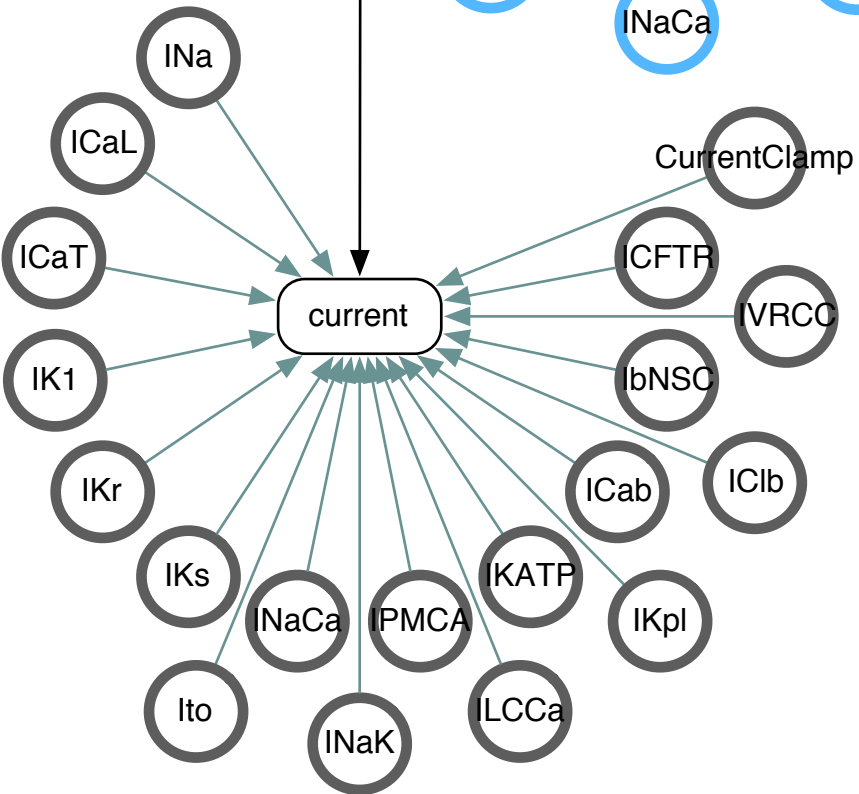 INaCa
INa
ICaL
CurrentClamp
ICaT
ICFTR
current
IVRCC
IK1
IbNSC
IKr
ICab
IClb
IKs
IKATP
INaCa
IPMCA
IKpl
Ito
ILCCa
INaK